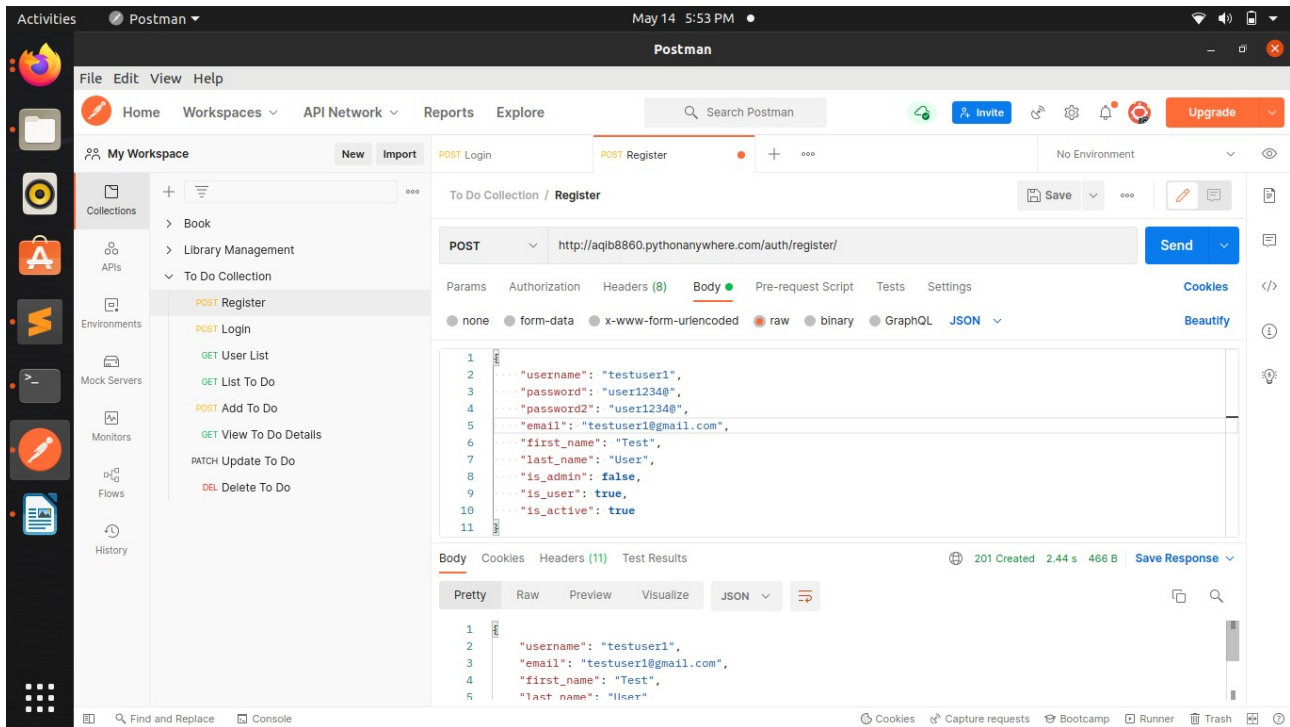 Activities Postman May 14 5:53 PM
Postman
File Edit View Help
Home Workspaces API Network Reports Explore Search Postman Invite Upgrade
My Workspace New Import POST Login POST Register No Environment
Collections
APIs
Environments
Mock Servers
Monitors
Flows
History
Book
Library Management
To Do Collection
POST Register
POST Login
GET User List
GET List To Do
POST Add To Do
GET View To Do Details
PATCH Update To Do
DEL Delete To Do
To Do Collection / Register Save
POST http://aqib8860.pythonanywhere.com/auth/register/ Send
Params Authorization Headers (8) Body Pre-request Script Tests Settings Cookies
none form-data x-www-form-urlencoded raw binary GraphQL JSON Beautify
1 {
2 "username": "testuser1",
3 "password": "user1234@",
4 "password2": "user1234@",
5 "email": "testuser1@gmail.com",
6 "first_name": "Test",
7 "last_name": "User",
8 "is_admin": false,
9 "is_user": true,
10 "is_active": true
11 }
Body Cookies Headers (11) Test Results 201 Created 2.44 s 466 B Save Response
Pretty Raw Preview Visualize JSON
1 {
2 "username": "testuser1",
3 "email": "testuser1@gmail.com",
4 "first_name": "Test",
5 "last_name": "User",
Find and Replace Console Cookies Capture requests Bootcamp Runner Trash